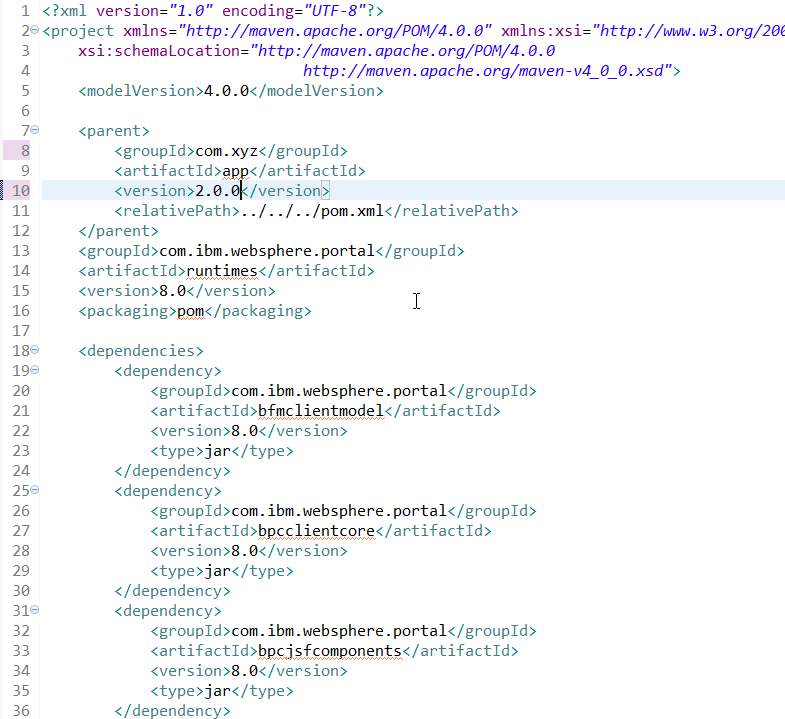 1 <?xml version="1.0" encoding="UTF-8"?>
2 <project xmlns="http://maven.apache.org/POM/4.0.0" xmlns:xsi="http://www.w3.org/200
3     xsi:schemaLocation="http://maven.apache.org/POM/4.0.0
4                              http://maven.apache.org/maven-v4_0_0.xsd">
5     <modelVersion>4.0.0</modelVersion>
6
7     <parent>
8         <groupId>com.xyz</groupId>
9         <artifactId>app</artifactId>
10         <version>2.0.0</version>
11         <relativePath>../../../pom.xml</relativePath>
12     </parent>
13     <groupId>com.ibm.websphere.portal</groupId>
14     <artifactId>runtimes</artifactId>
15     <version>8.0</version>
16     <packaging>pom</packaging>
17
18     <dependencies>
19         <dependency>
20             <groupId>com.ibm.websphere.portal</groupId>
21             <artifactId>bfmclientmodel</artifactId>
22             <version>8.0</version>
23             <type>jar</type>
24         </dependency>
25         <dependency>
26             <groupId>com.ibm.websphere.portal</groupId>
27             <artifactId>bpcclientcore</artifactId>
28             <version>8.0</version>
29             <type>jar</type>
30         </dependency>
31         <dependency>
32             <groupId>com.ibm.websphere.portal</groupId>
33             <artifactId>bpcjsfcomponents</artifactId>
34             <version>8.0</version>
35             <type>jar</type>
36         </dependency>